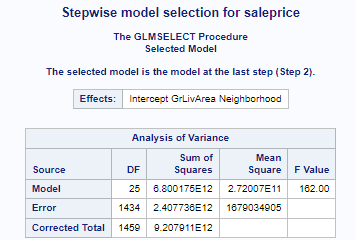 Stepwise model selection for saleprice
The GLMSELECT Procedure
Selected Model
The selected model is the model at the last step (Step 2).
Effects: Intercept GrLivArea Neighborhood
Analysis of Variance
Source DF Sum of Squares Mean Square F Value
Model 25 6.800175E12 2.72007E11 162.00
Error 1434 2.407736E12 1679034905
Corrected Total 1459 9.207911E12